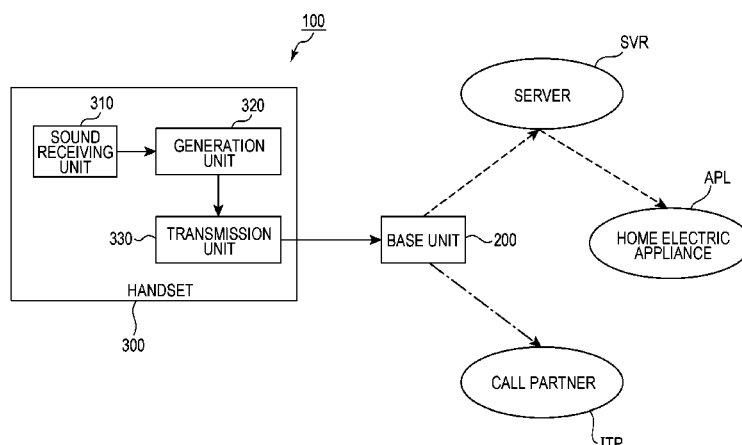 100
SVR
310
320
SERVER
SOUND
RECEIVING
UNIT
GENERATION
UNIT
APL
330
TRANSMISSION
UNIT
BASE UNIT
200
HOME ELECTRIC
APPLIANCE
HANDSET
300
CALL PARTNER
ITP